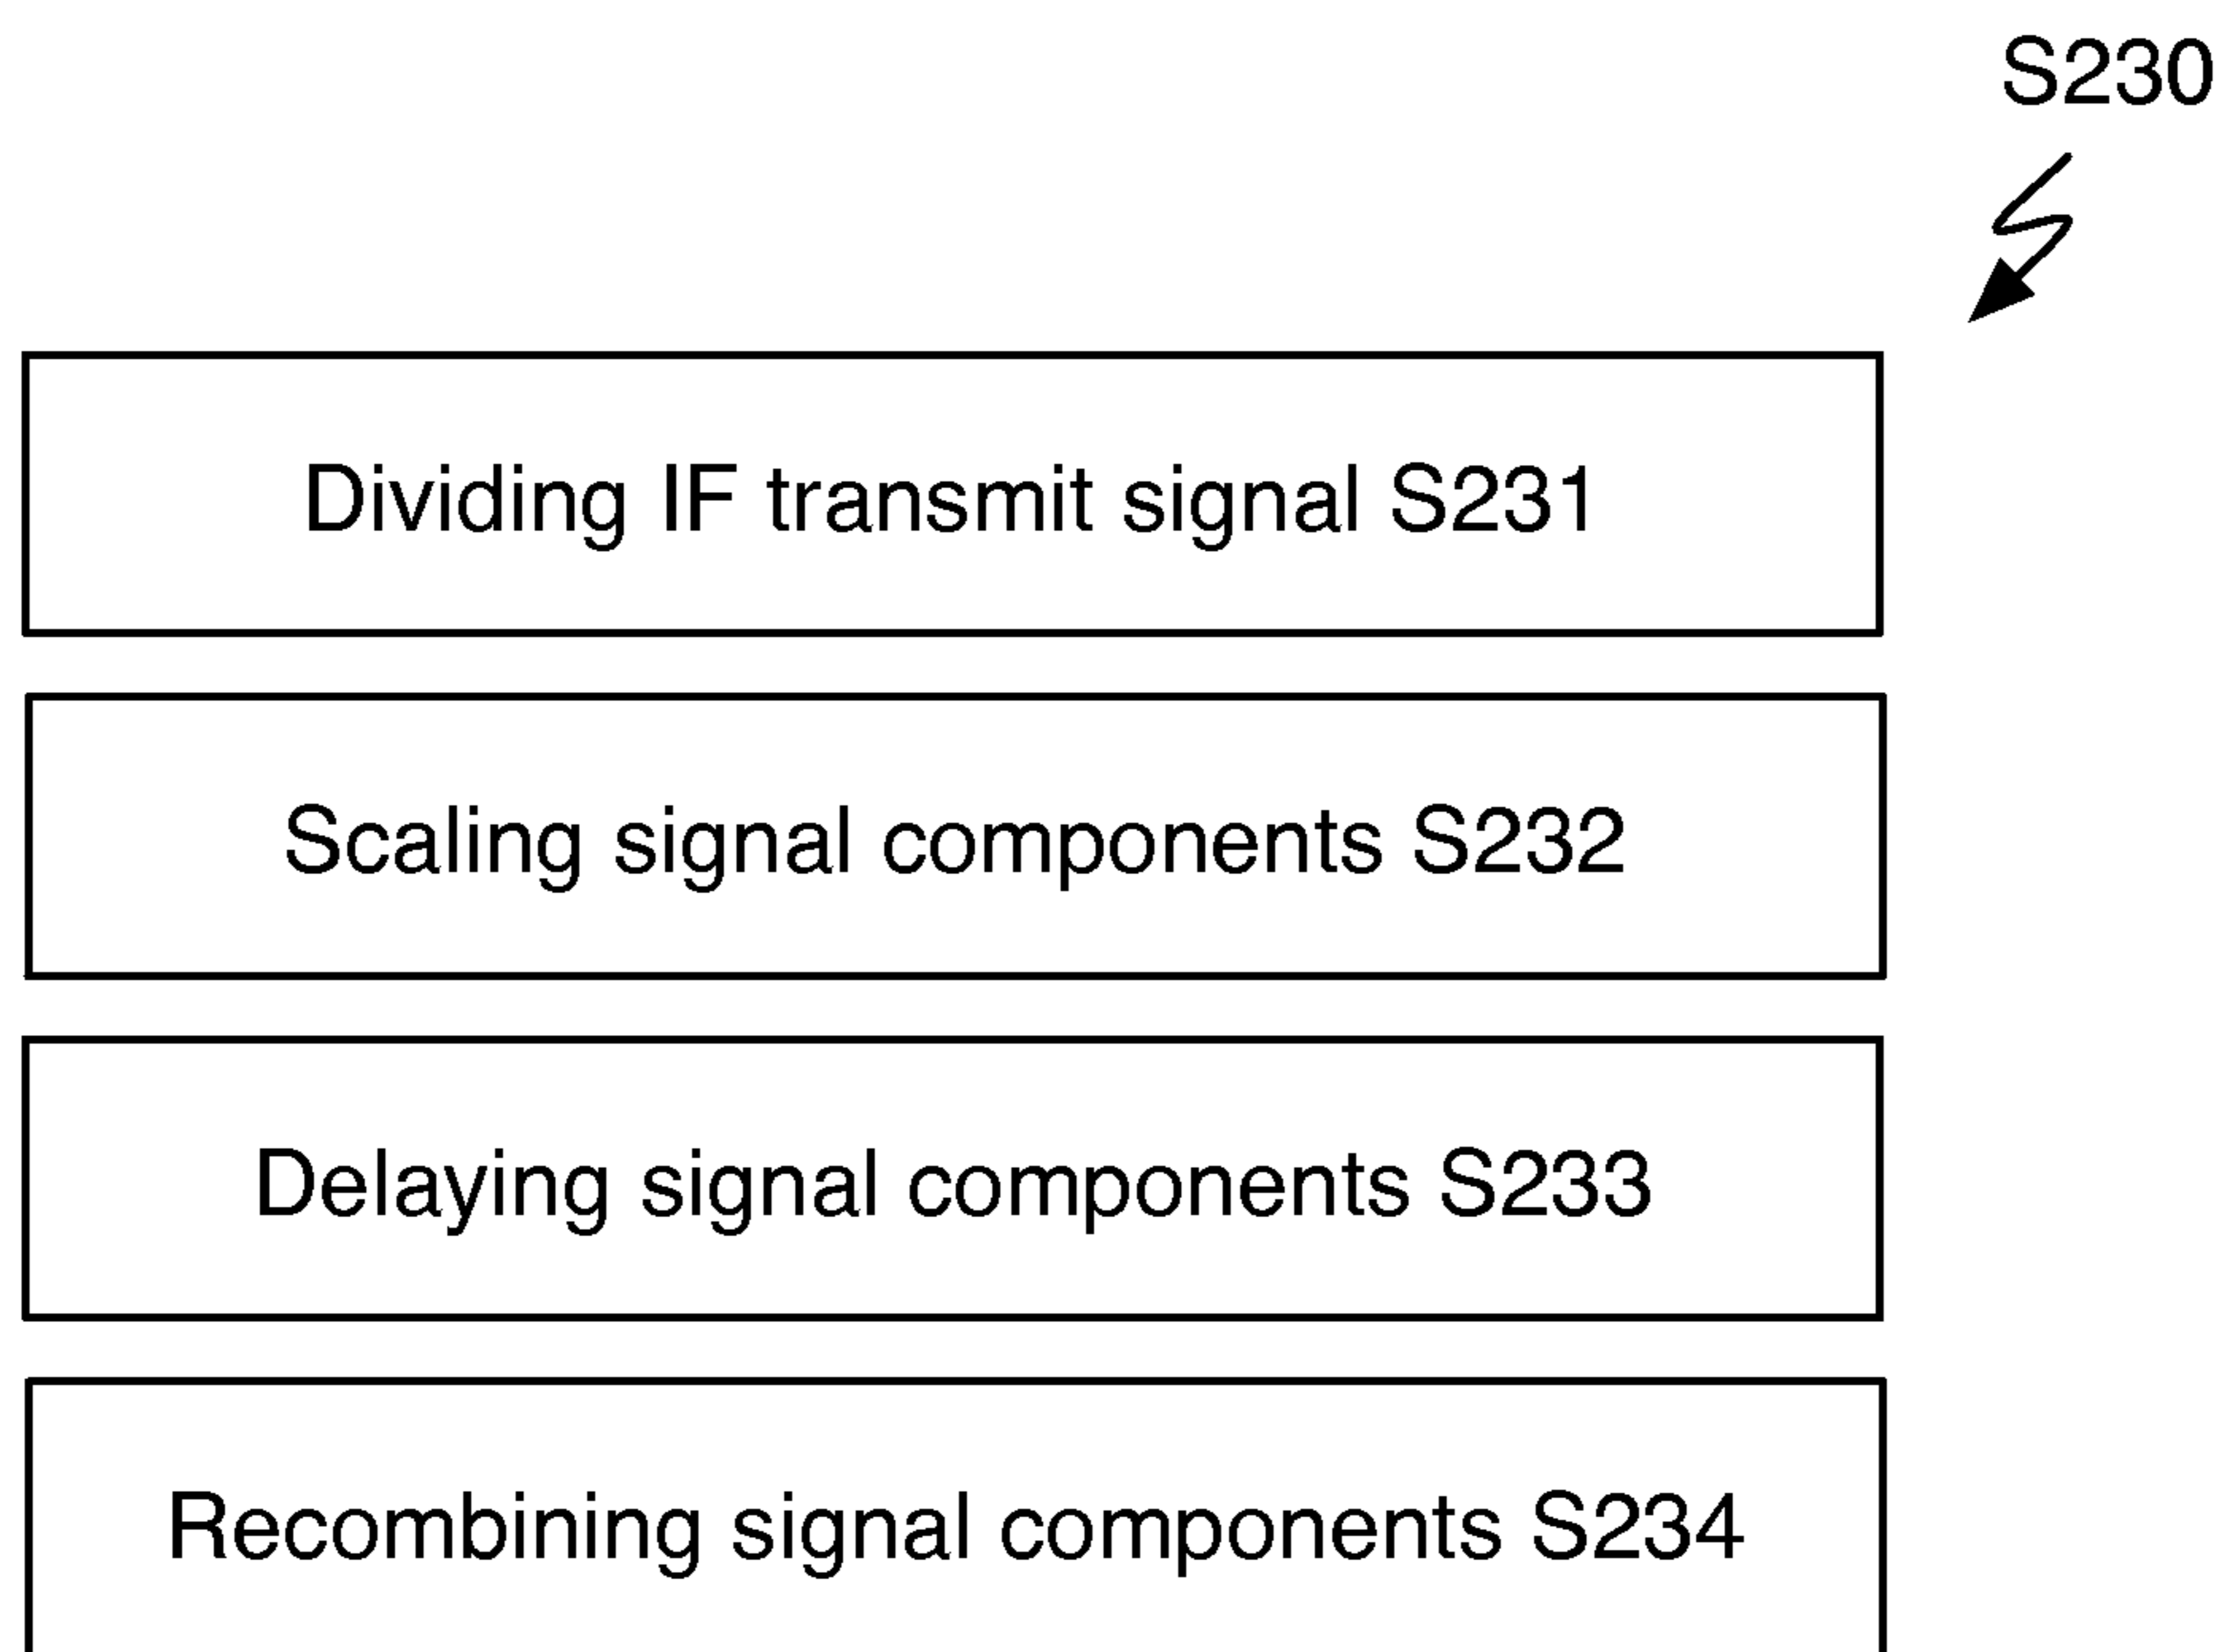 S230
Dividing IF transmit signal S231
Scaling signal components S232
Delaying signal components S233
Recombining signal components S234